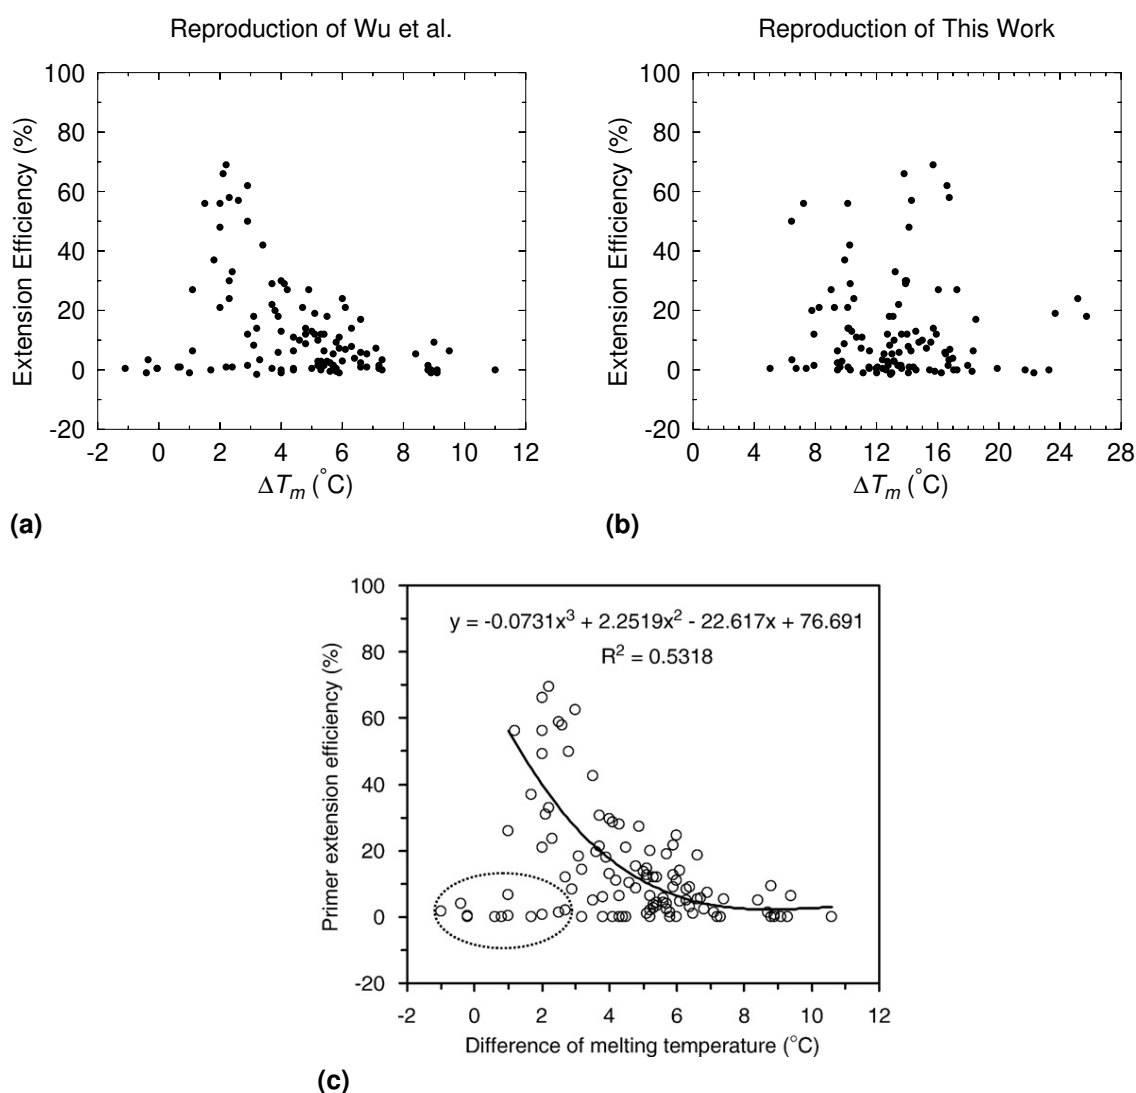 Reproduction of Wu et al.
100
80
60
40
20
0
-20
-2 0 2 4 6 8 10 12
Extension Efficiency (%)
ΔTm (°C)
(a)
Reproduction of This Work
100
80
60
40
20
0
-20
0 4 8 12 16 20 24 28
Extension Efficiency (%)
ΔTm (°C)
(b)
y = -0.0731x³ + 2.2519x² - 22.617x + 76.691
R² = 0.5318
100
80
60
40
20
0
-20
-2 0 2 4 6 8 10 12
Primer extension efficiency (%)
Difference of melting temperature (°C)
(c)